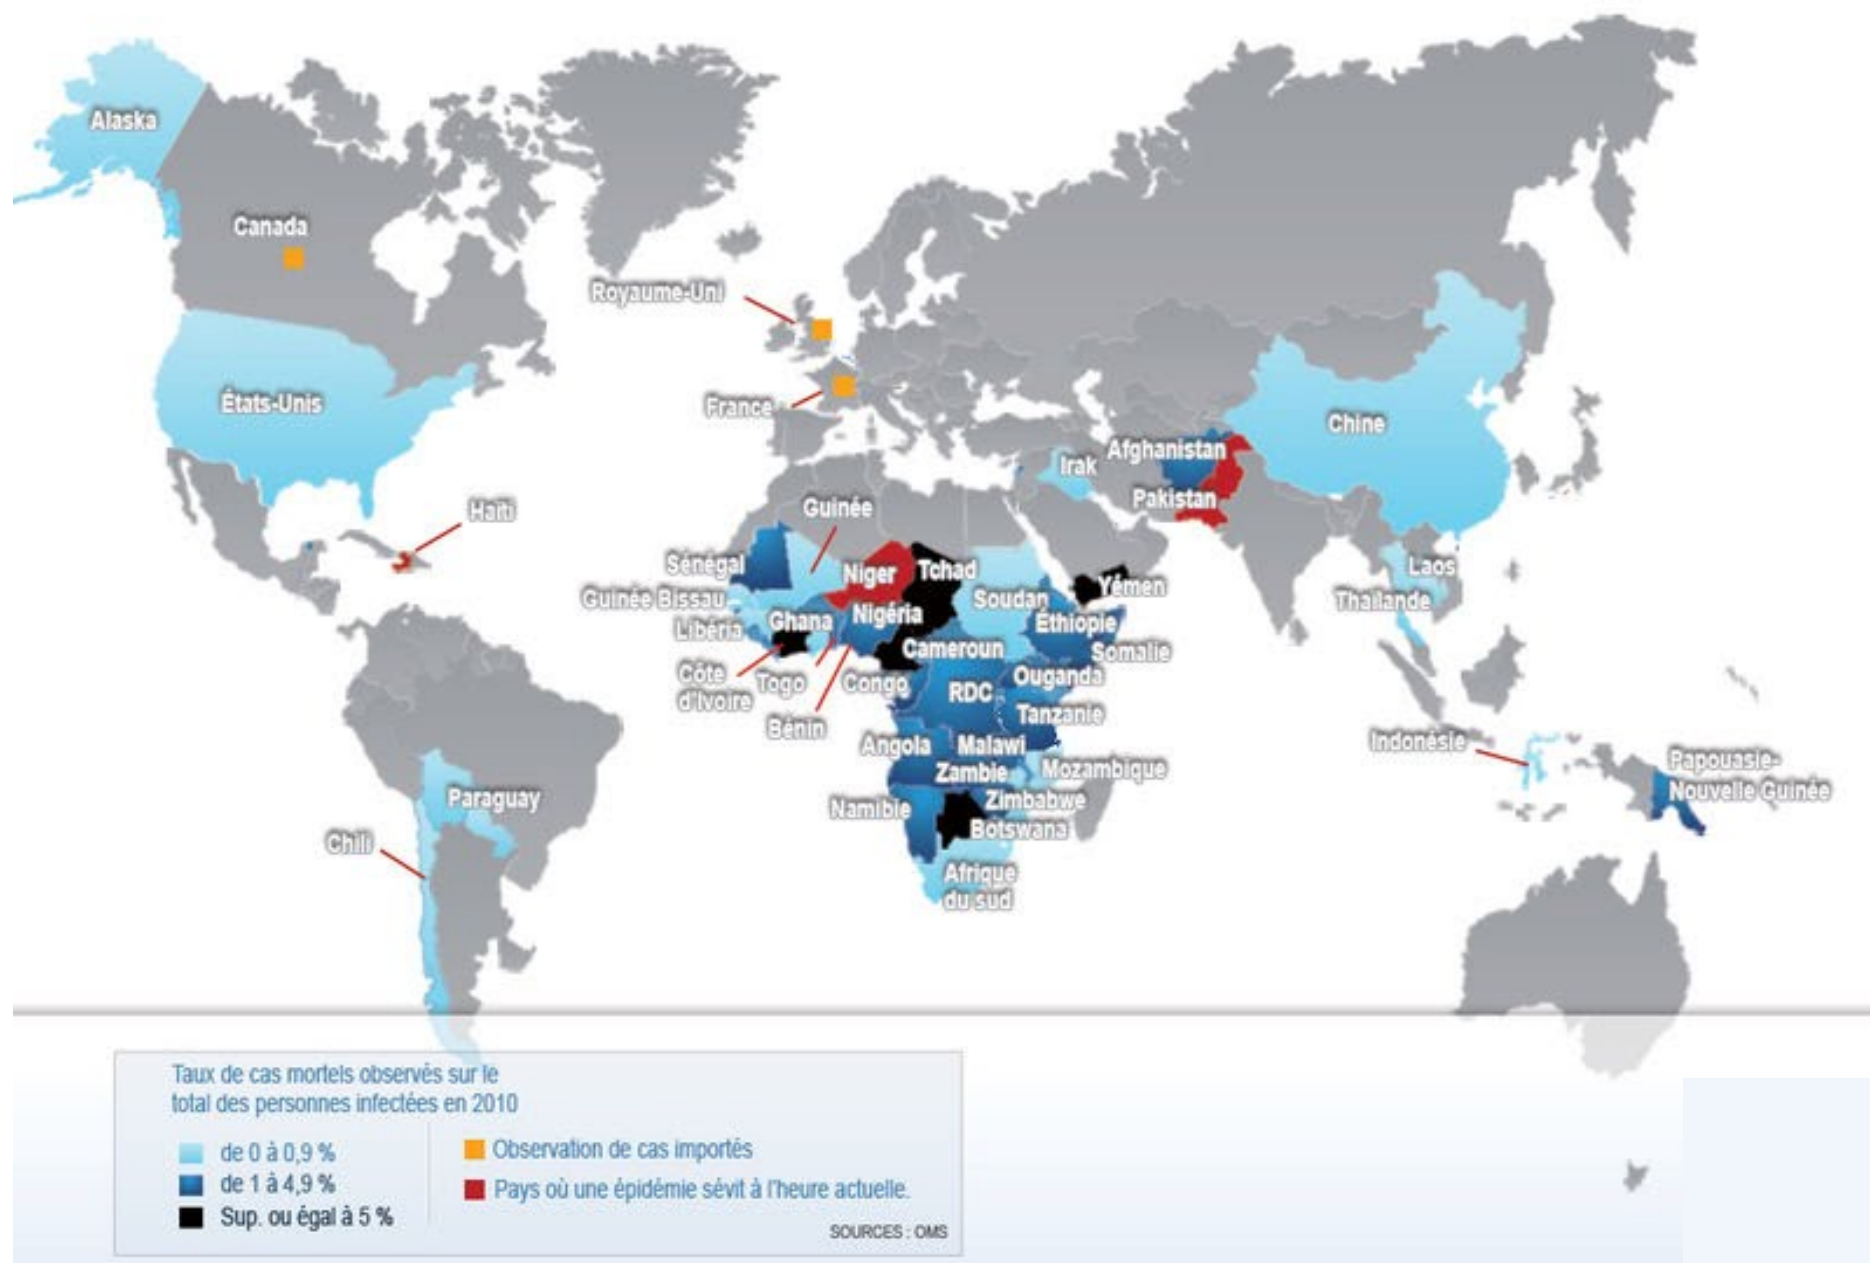 Alaska
Canada
Royaume-Uni
États-Unis
France
Chine
Afghanistan
Irak
Pakistan
Haïti
Guinée
Sénégal
Niger
Tchad
Yémen
Laos
Guinée Bissau
Soudan
Thaïlande
Libéria
Ghana
Nigéria
Éthiopie
Cameroun
Somalie
Côte
d'Ivoire
Togo
Congo
RDC
Ouganda
Bénin
Tanzanie
Angola
Malawi
Indonésie
Zambie
Mozambique
Papouasie-
Nouvelle Guinée
Paraguay
Namibie
Zimbabwe
Botswana
Chili
Afrique
du sud
Taux de cas mortels observés sur le
total des personnes infectées en 2010
de 0 à 0,9 %
de 1 à 4,9 %
Sup. ou égal à 5 %
Observation de cas importés
Pays où une épidémie sévit à l'heure actuelle.
SOURCES : OMS